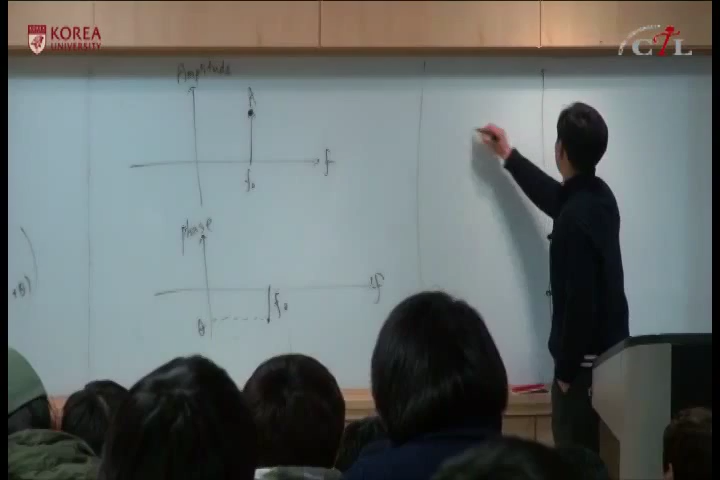 KOREA
UNIVERSITY
CTL
Amplitude
A
f
f₀
phase
f
f₀
θ
+θ)